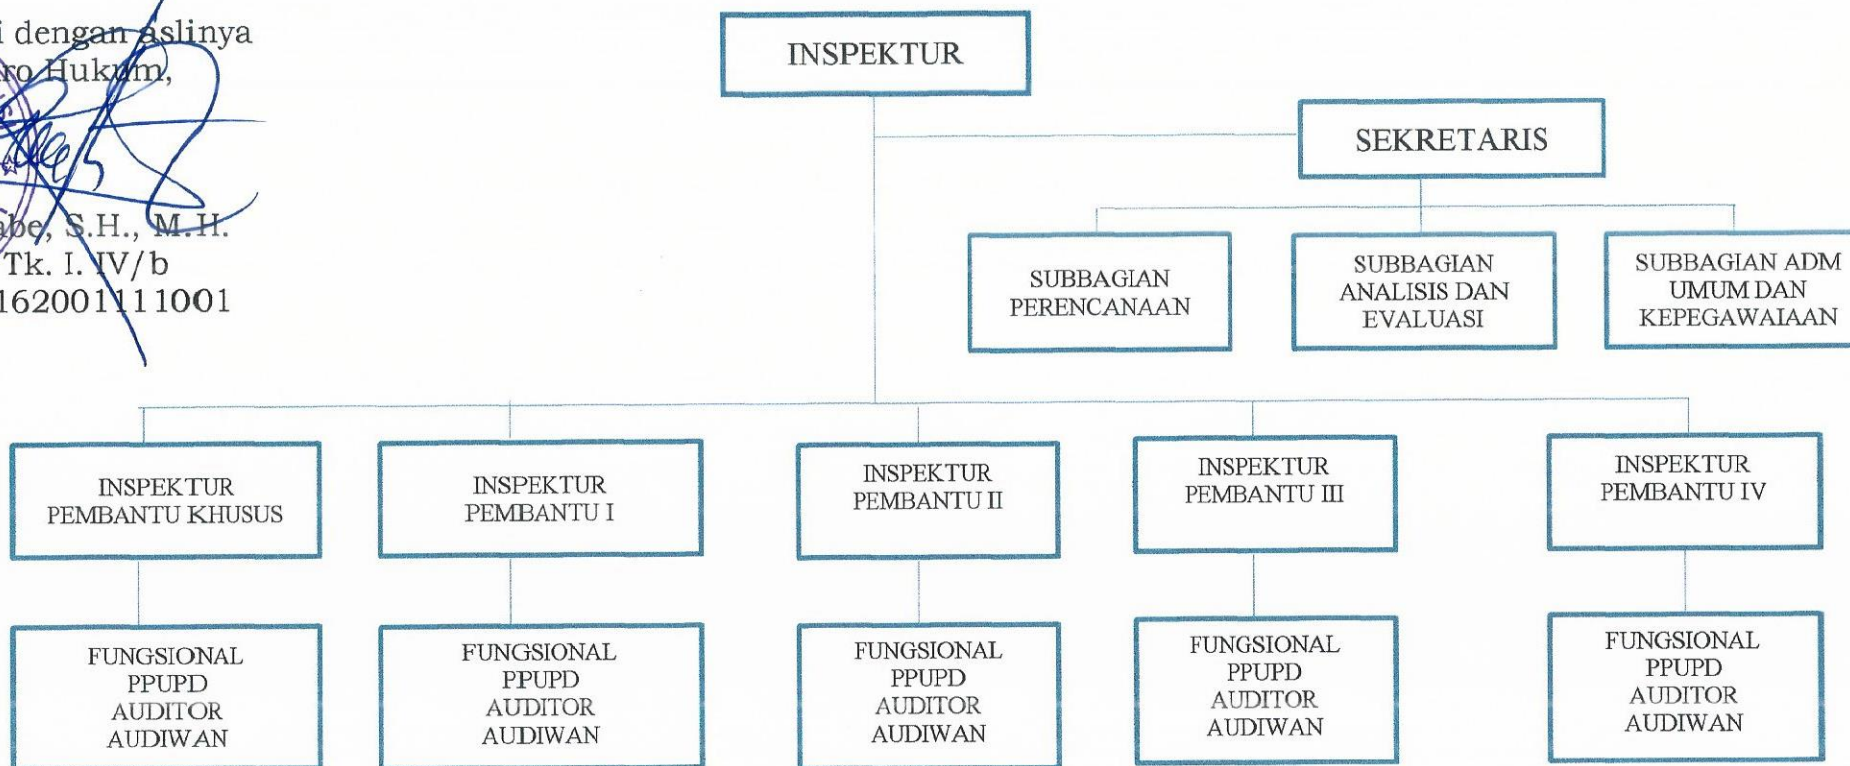 i dengan aslinya
ro Hukum,
abe, S.H., M.H.
Tk. I. IV/b
162001111001
INSPEKTUR
SEKRETARIS
SUBBAGIAN
PERENCANAAN
SUBBAGIAN
ANALISIS DAN
EVALUASI
SUBBAGIAN ADM
UMUM DAN
KEPEGAWAIAAN
INSPEKTUR
PEMBANTU KHUSUS
INSPEKTUR
PEMBANTU I
INSPEKTUR
PEMBANTU II
INSPEKTUR
PEMBANTU III
INSPEKTUR
PEMBANTU IV
FUNGSIONAL
PPUPD
AUDITOR
AUDIWAN
FUNGSIONAL
PPUPD
AUDITOR
AUDIWAN
FUNGSIONAL
PPUPD
AUDITOR
AUDIWAN
FUNGSIONAL
PPUPD
AUDITOR
AUDIWAN
FUNGSIONAL
PPUPD
AUDITOR
AUDIWAN